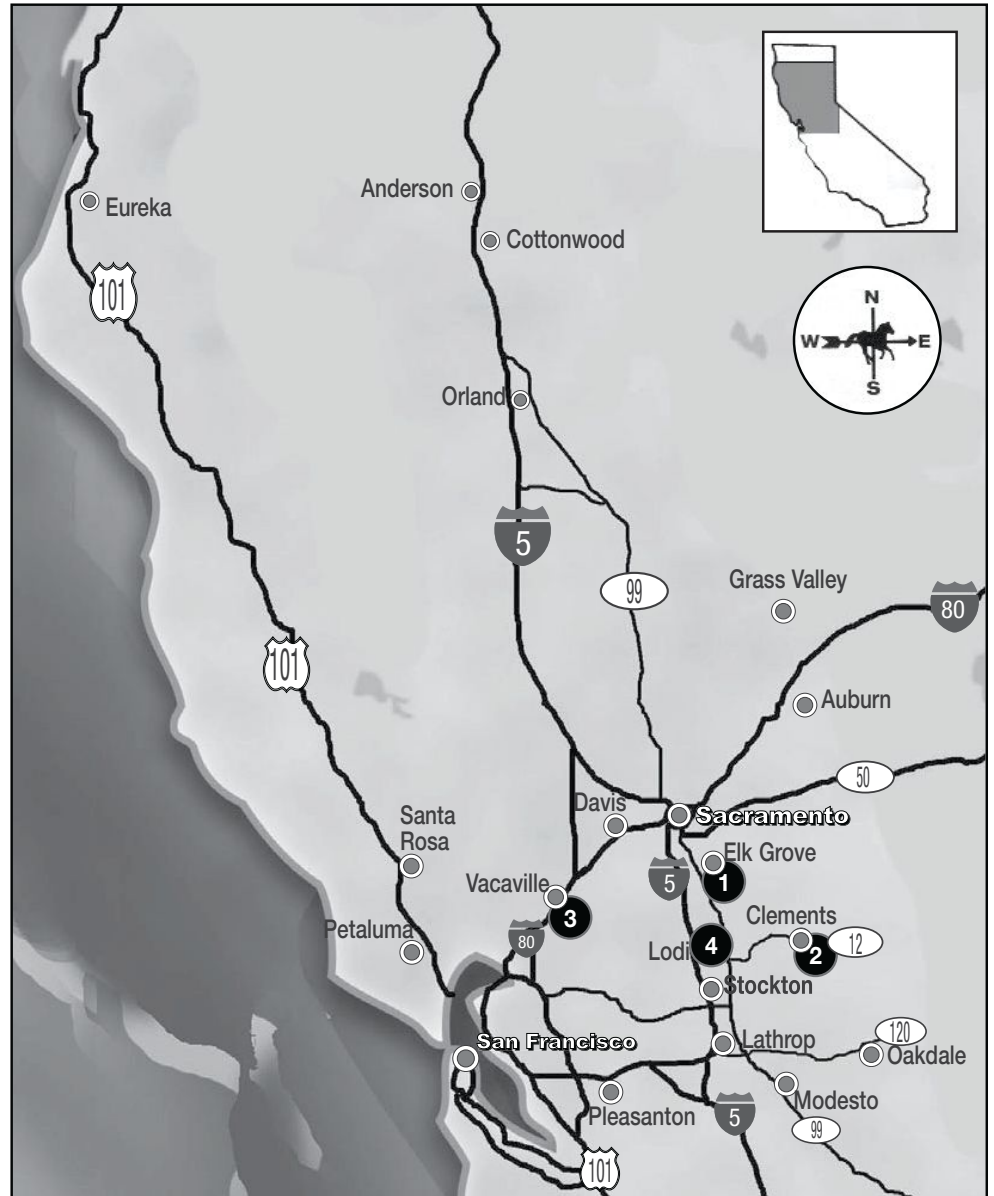 Eureka
Anderson
Cottonwood
101
N
W
E
S
Orland
5
99
Grass Valley
80
101
Auburn
50
Davis
Sacramento
Santa
Rosa
Elk Grove
5
1
Vacaville
3
Clements
Petaluma
80
Lodi
4
2
12
Stockton
San Francisco
Lathrop
120
Oakdale
Pleasanton
Modesto
5
99
101